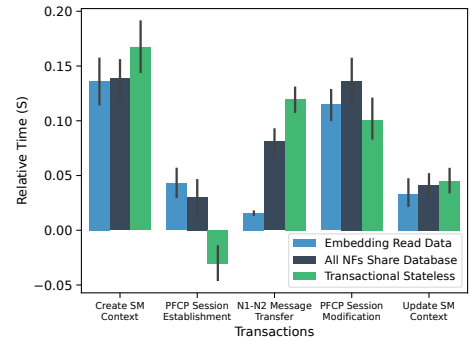 0.20
0.15
0.10
0.05
0.00
−0.05
Relative Time (S)
Embedding Read Data
All NFs Share Database
Transactional Stateless
Create SM
Context
PFCP Session
Establishment
N1-N2 Message
Transfer
PFCP Session
Modification
Update SM
Context
Transactions